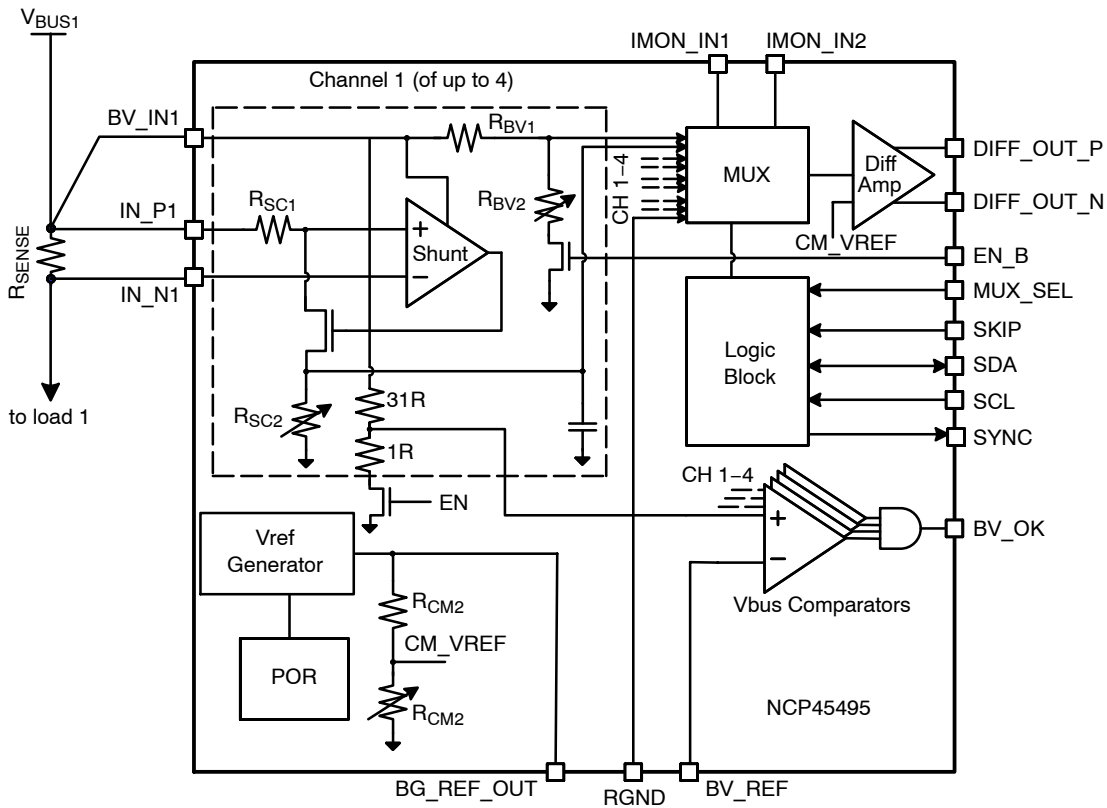 VBUS1
IMON_IN1
IMON_IN2
Channel 1 (of up to 4)
BV_IN1
RBV1
DIFF_OUT_P
MUX
Diff
Amp
CH 1–4
RSC1
RBV2
IN_P1
DIFF_OUT_N
+
Shunt
–
CM_VREF
RSENSE
EN_B
IN_N1
MUX_SEL
SKIP
Logic
Block
SDA
SCL
SYNC
to load 1
RSC2
31R
1R
CH 1–4
EN
+
–
BV_OK
Vref
Generator
Vbus Comparators
RCM2
CM_VREF
POR
RCM2
NCP45495
BG_REF_OUT
RGND
BV_REF